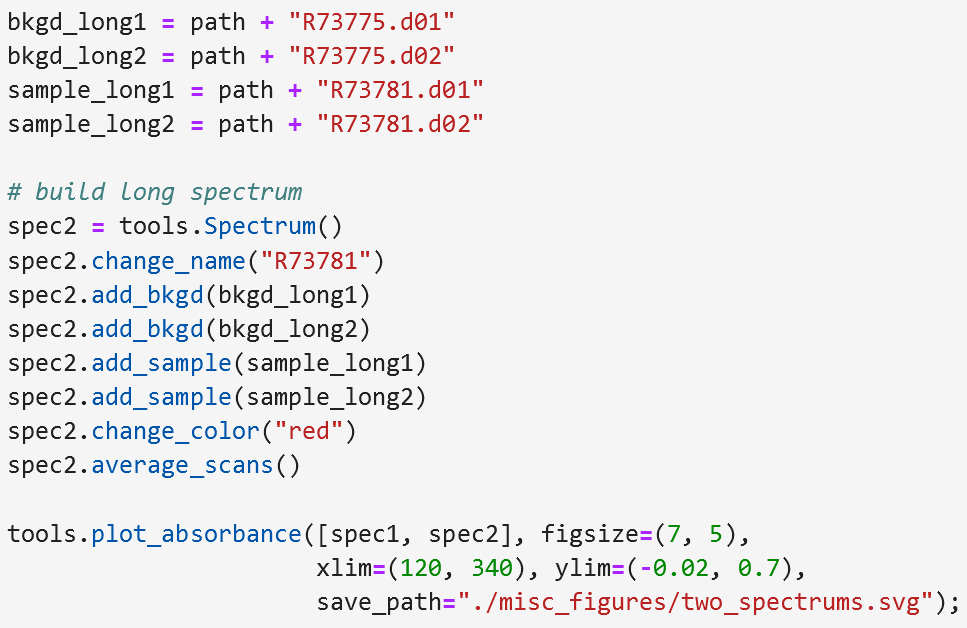 bkgd_long1 = path + "R73775.d01"
bkgd_long2 = path + "R73775.d02"
sample_long1 = path + "R73781.d01"
sample_long2 = path + "R73781.d02"
# build long spectrum
spec2 = tools.Spectrum()
spec2.change_name("R73781")
spec2.add_bkgd(bkgd_long1)
spec2.add_bkgd(bkgd_long2)
spec2.add_sample(sample_long1)
spec2.add_sample(sample_long2)
spec2.change_color("red")
spec2.average_scans()
tools.plot_absorbance([spec1, spec2], figsize=(7, 5),
xlim=(120, 340), ylim=(-0.02, 0.7),
save_path="./misc_figures/two_spectrums.svg");